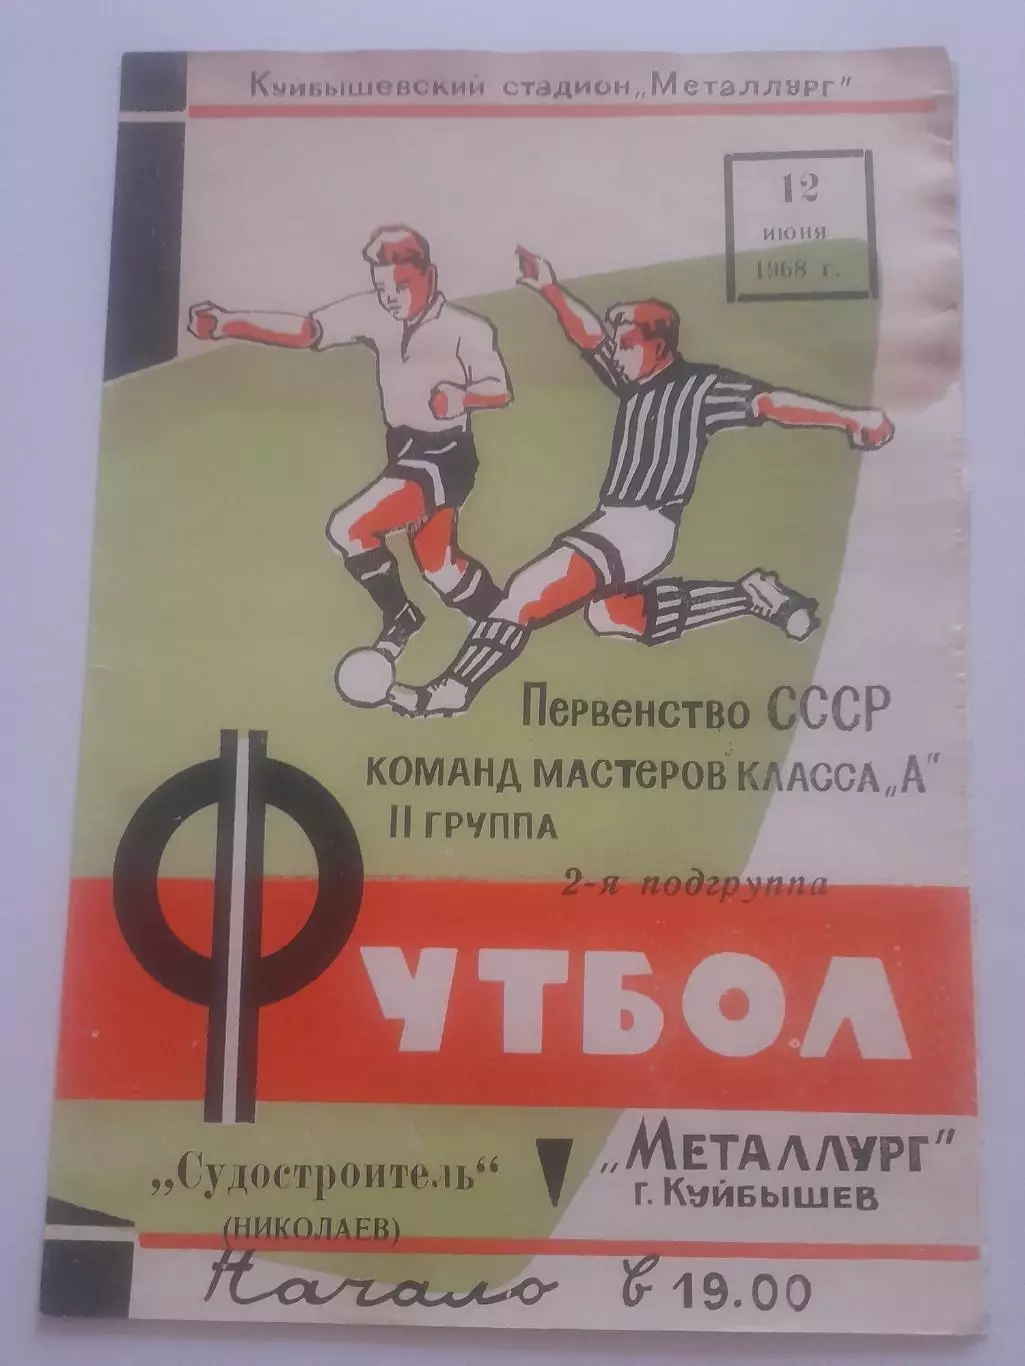 Куйбышевский стадион „Металлург"
12
июня
1968 г.
Первенство СССР
команд мастеров класса „А"
II группа
2-я подгруппа
Футбол
„Судостроитель“
(НИКОЛАЕВ)
„Металлург"
г. Куйбышев
Начало в 19.00